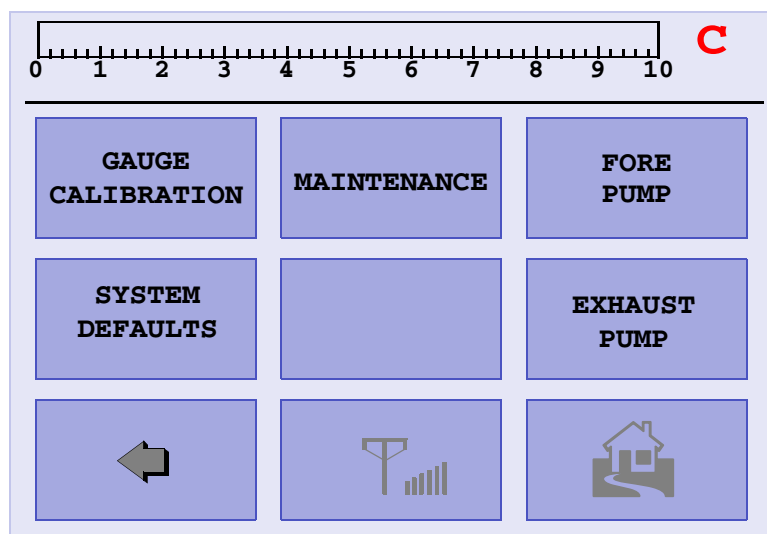 0 1 2 3 4 5 6 7 8 9 10
C
GAUGE
CALIBRATION
MAINTENANCE
FORE
PUMP
SYSTEM
DEFAULTS
EXHAUST
PUMP